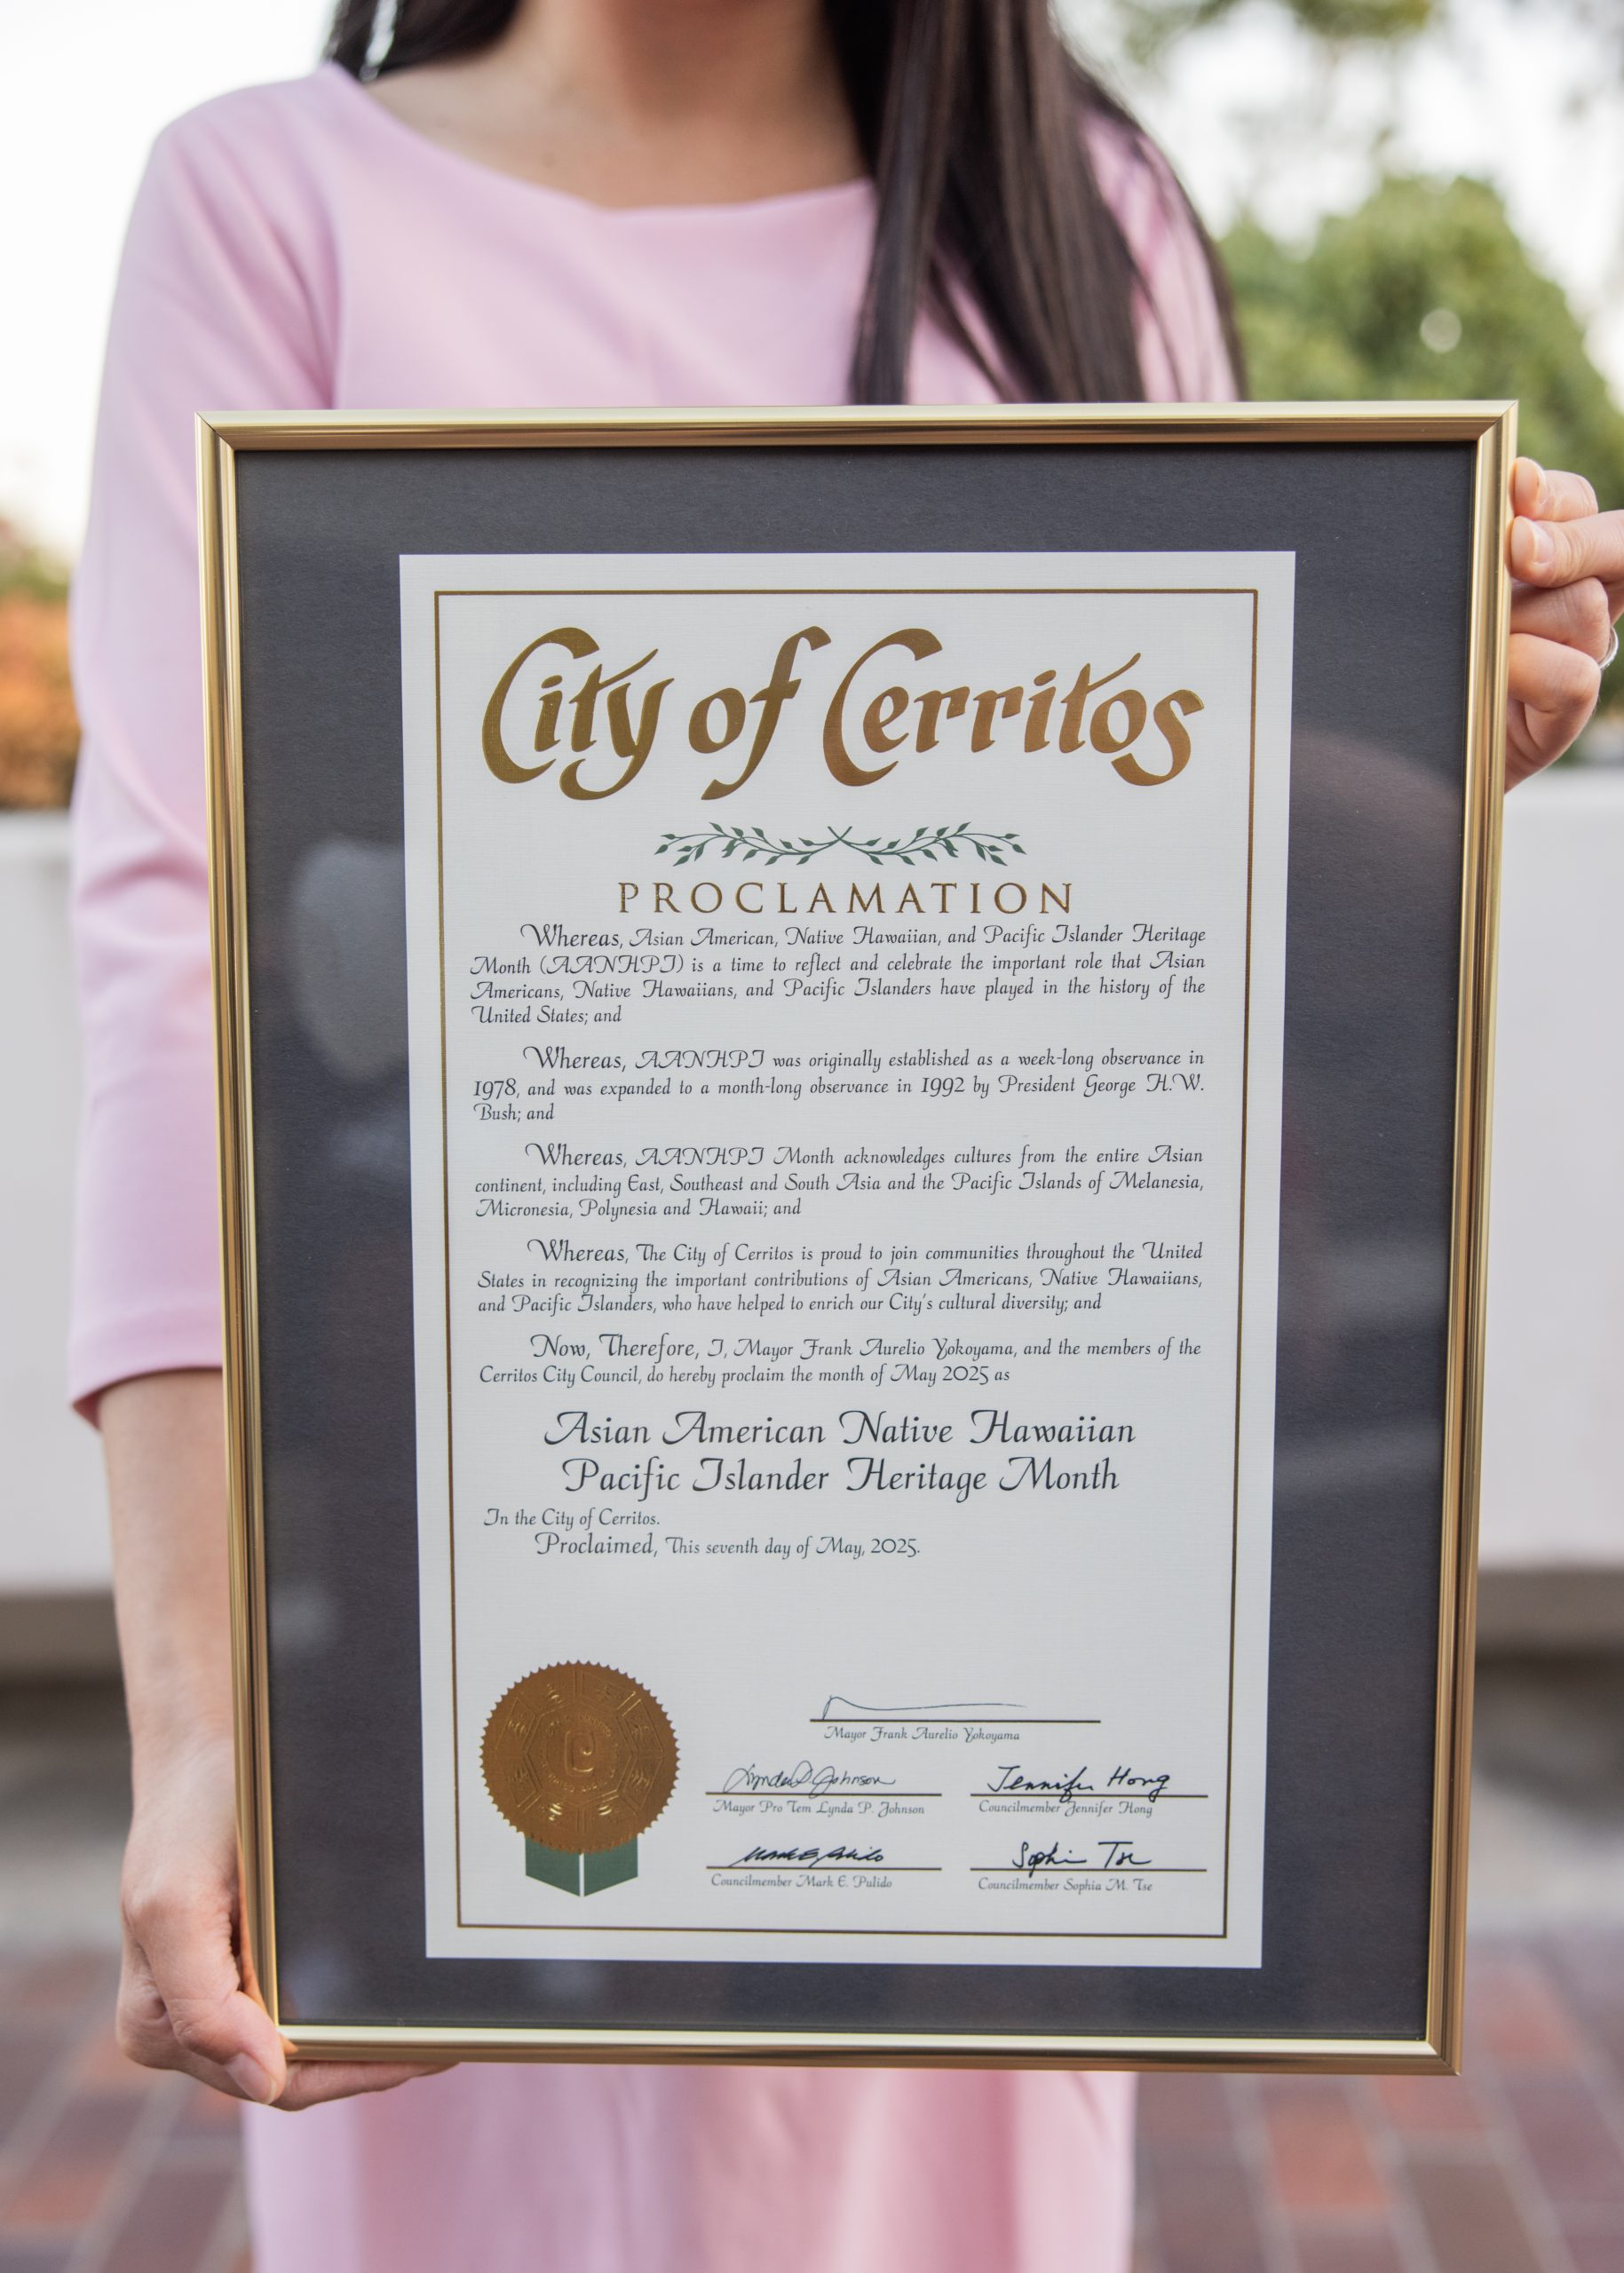 City of Cerritos
PROCLAMATION
Whereas, Asian American, Native Hawaiian, and Pacific Islander Heritage
Month (AANHPI) is a time to reflect and celebrate the important role that Asian
Americans, Native Hawaiians, and Pacific Islanders have played in the history of the
United States; and
Whereas, AANHPI was originally established as a week-long observance in
1978, and was expanded to a month-long observance in 1992 by President George H.W.
Bush; and
Whereas, AANHPI Month acknowledges cultures from the entire Asian
continent, including East, Southeast and South Asia and the Pacific Islands of Melanesia,
Micronesia, Polynesia and Hawaii; and
Whereas, The City of Cerritos is proud to join communities throughout the United
States in recognizing the important contributions of Asian Americans, Native Hawaiians,
and Pacific Islanders, who have helped to enrich our City's cultural diversity; and
Now, Therefore, I, Mayor Frank Aurelio Yokoyama, and the members of the
Cerritos City Council, do hereby proclaim the month of May 2025 as
Asian American Native Hawaiian
Pacific Islander Heritage Month
In the City of Cerritos.
Proclaimed, This seventh day of May, 2025.
Mayor Frank Aurelio Yokoyama
Lynda P. Johnson
Jennifer Hong
Mayor Pro Tem Lynda P. Johnson
Councilmember Jennifer Hong
Mark E. Pulido
Sophia Tse
Councilmember Mark E. Pulido
Councilmember Sophia M. Tse